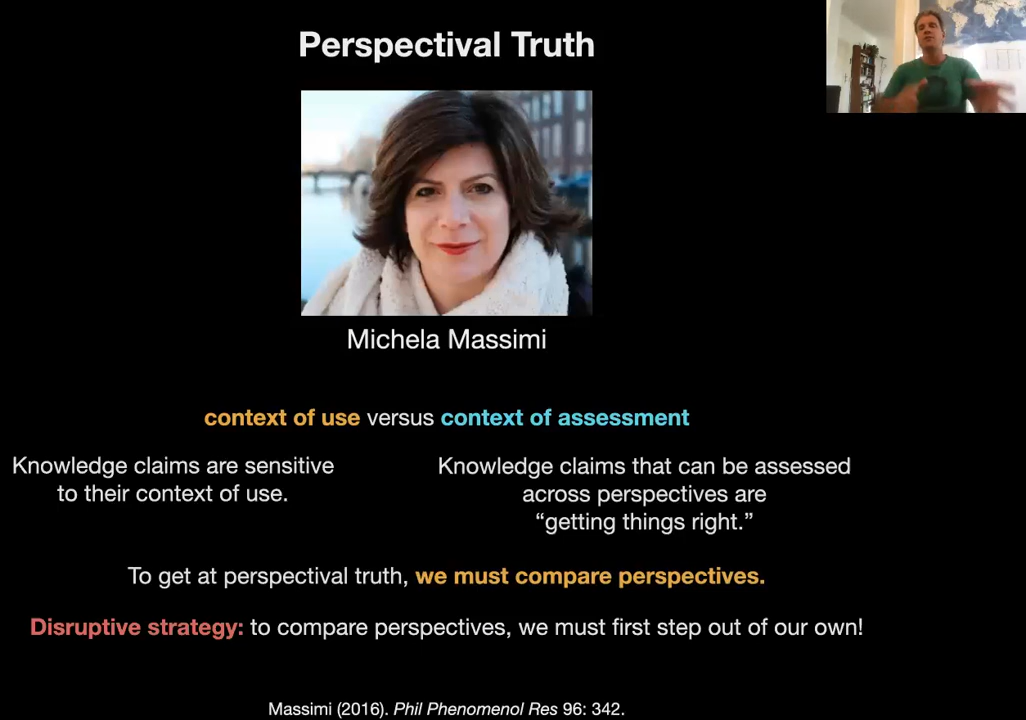 Perspectival Truth
Michela Massimi
context of use versus context of assessment
Knowledge claims are sensitive
to their context of use.
Knowledge claims that can be assessed
across perspectives are
“getting things right.”
To get at perspectival truth, we must compare perspectives.
Disruptive strategy: to compare perspectives, we must first step out of our own!
Massimi (2016). Phil Phenomenol Res 96: 342.